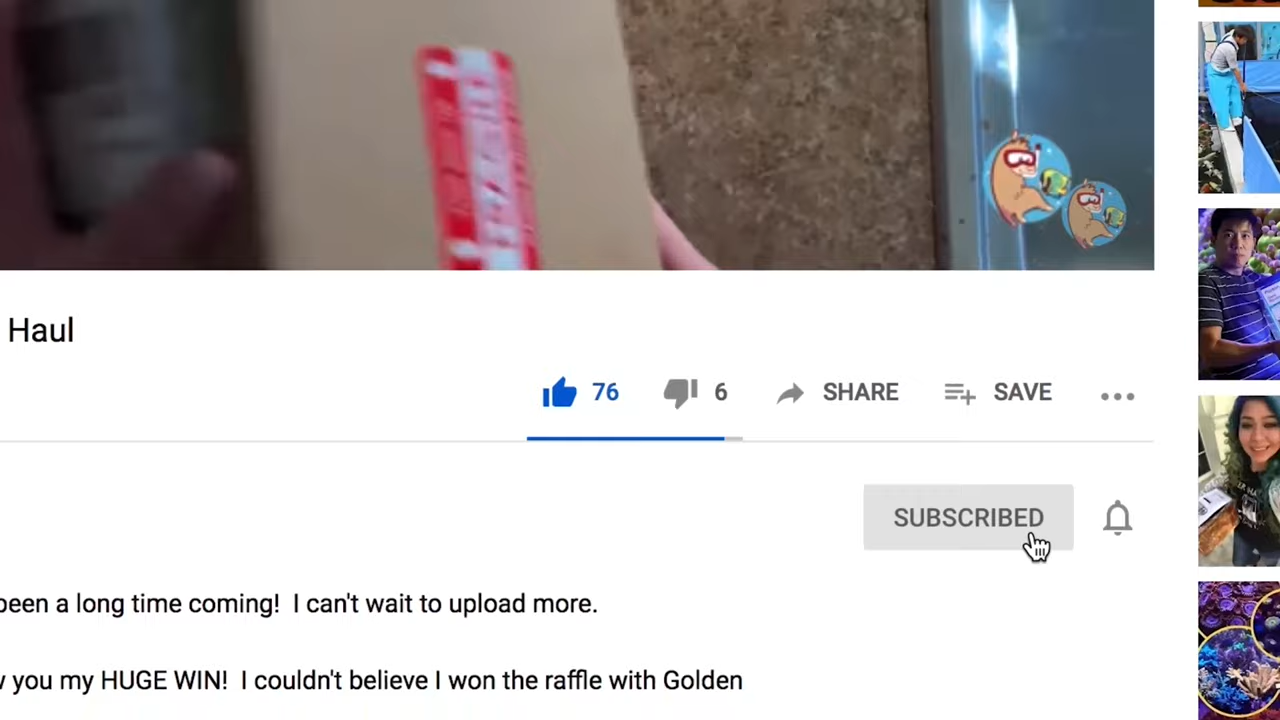 Haul
76 6 SHARE SAVE
SUBSCRIBED
been a long time coming! I can't wait to upload more.
you my HUGE WIN! I couldn't believe I won the raffle with Golden